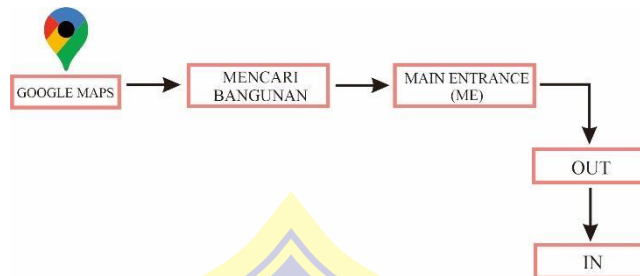 GOOGLE MAPS
MENCARI
BANGUNAN
MAIN ENTRANCE
(ME)
OUT
IN